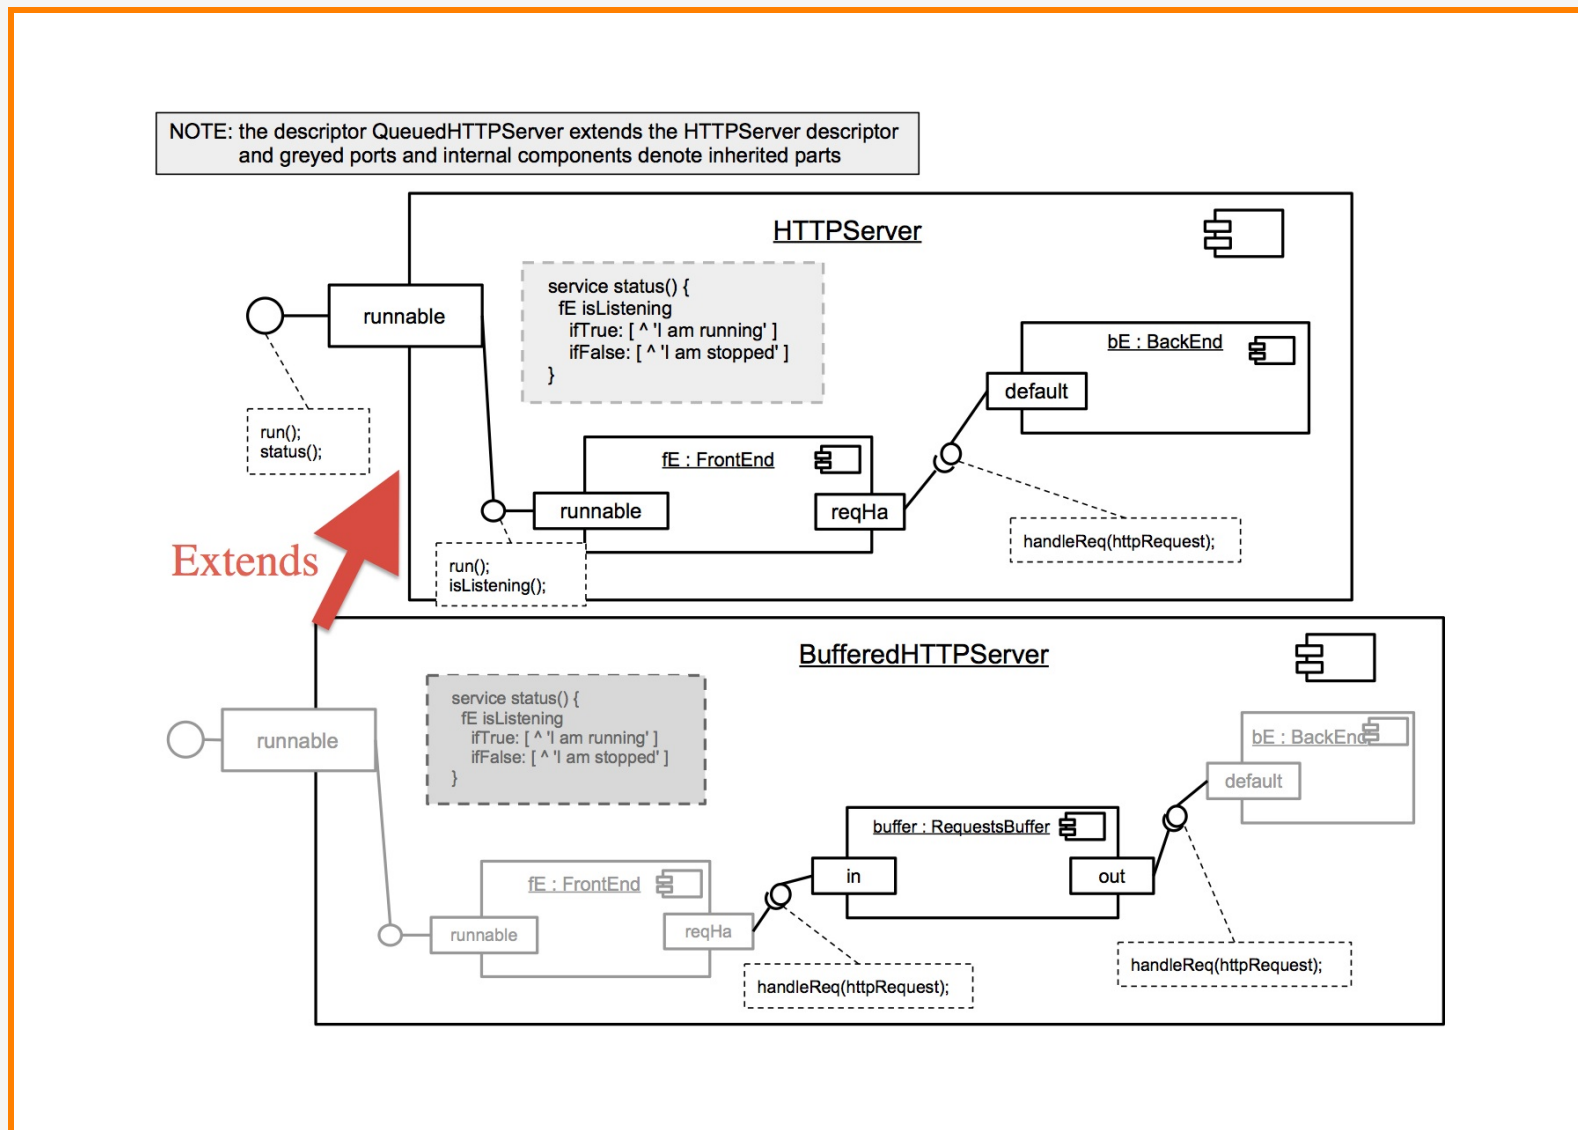 NOTE: the descriptor QueuedHTTPServer extends the HTTPServer descriptor
and greyed ports and internal components denote inherited parts
HTTPServer
service status() {
fE isListening
ifTrue: [ ^ 'I am running' ]
ifFalse: [ ^ 'I am stopped' ]
}
runnable
bE : BackEnd
default
run();
status();
fE : FrontEnd
runnable
reqHa
handleReq(httpRequest);
Extends
run();
isListening();
BufferedHTTPServer
service status() {
fE isListening
ifTrue: [ ^ 'I am running' ]
ifFalse: [ ^ 'I am stopped' ]
}
runnable
bE : BackEnd
default
buffer : RequestsBuffer
in
out
fE : FrontEnd
runnable
reqHa
handleReq(httpRequest);
handleReq(httpRequest);